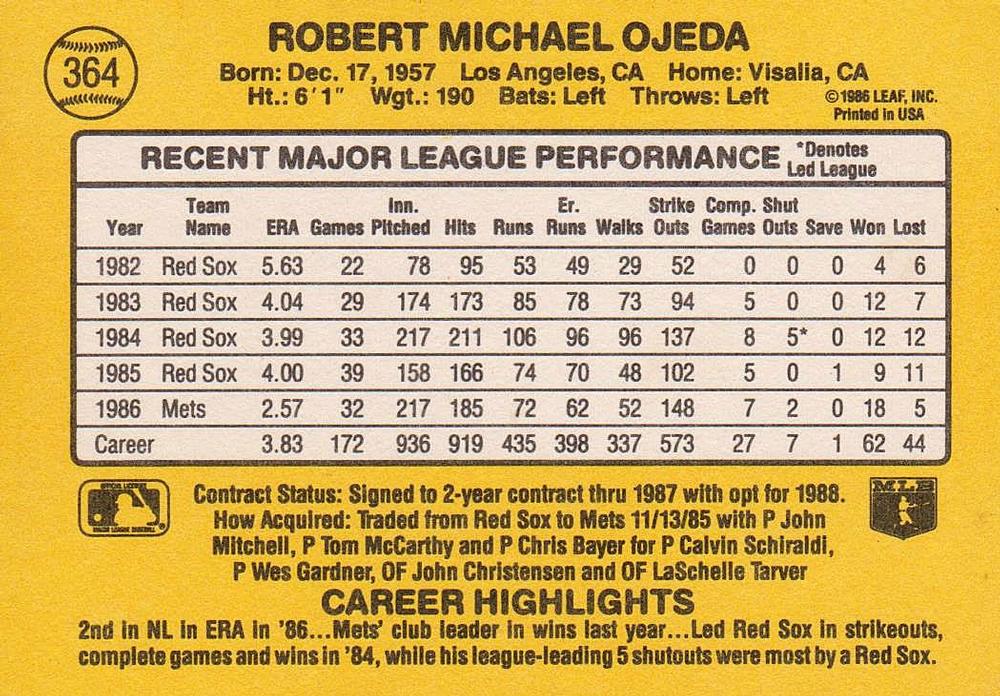 364
ROBERT MICHAEL OJEDA
Born: Dec. 17, 1957 Los Angeles, CA Home: Visalia, CA
Ht.: 6'1" Wgt.: 190 Bats: Left Throws: Left
©1986 LEAF, INC.
Printed in USA
RECENT MAJOR LEAGUE PERFORMANCE *Denotes
Led League
Team Inn. Er. Strike Comp. Shut
Year Name ERA Games Pitched Hits Runs Runs Walks Outs Games Outs Save Won Lost
1982 Red Sox 5.63 22 78 95 53 49 29 52 0 0 0 4 6
1983 Red Sox 4.04 29 174 173 85 78 73 94 5 0 0 12 7
1984 Red Sox 3.99 33 217 211 106 96 96 137 8 5* 0 12 12
1985 Red Sox 4.00 39 158 166 74 70 48 102 5 0 1 9 11
1986 Mets 2.57 32 217 185 72 62 52 148 7 2 0 18 5
Career 3.83 172 936 919 435 398 337 573 27 7 1 62 44
Contract Status: Signed to 2-year contract thru 1987 with opt for 1988.
How Acquired: Traded from Red Sox to Mets 11/13/85 with P John
Mitchell, P Tom McCarthy and P Chris Bayer for P Calvin Schiraldi,
P Wes Gardner, OF John Christensen and OF LaSchelle Tarver
MLB
CAREER HIGHLIGHTS
2nd in NL in ERA in '86...Mets' club leader in wins last year...Led Red Sox in strikeouts,
complete games and wins in '84, while his league-leading 5 shutouts were most by a Red Sox.